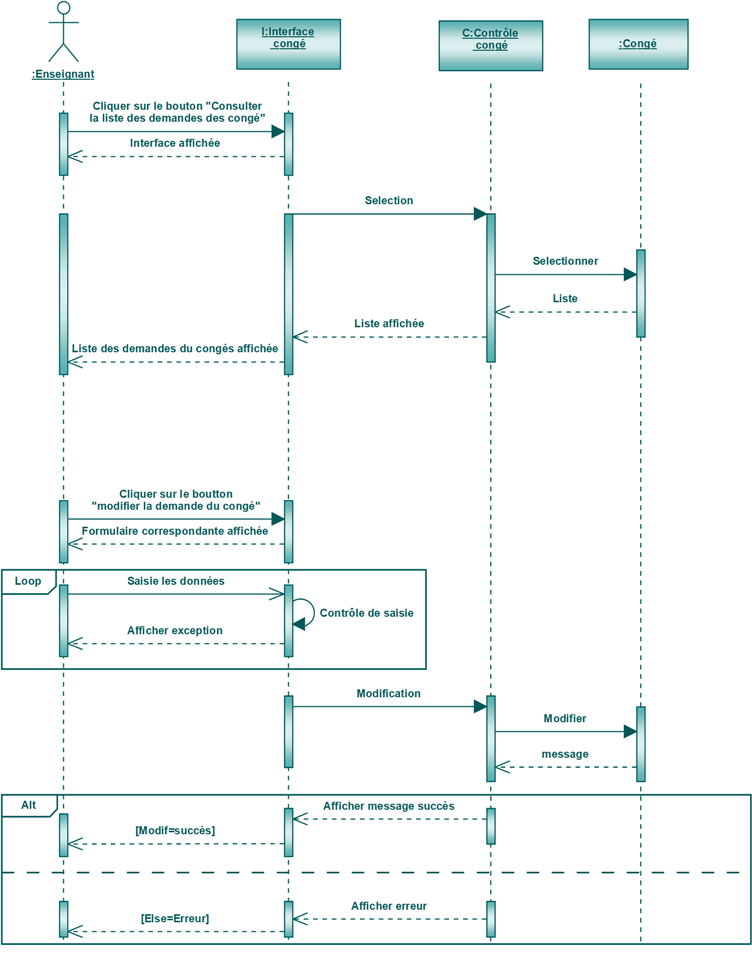 :Enseignant
I:Interface
congé
C:Contrôle
congé
:Congé
Cliquer sur le bouton "Consulter
la liste des demandes des congé"
Interface affichée
Selection
Selectionner
Liste
Liste affichée
Liste des demandes du congés affichée
Cliquer sur le boutton
"modifier la demande du congé"
Formulaire correspondante affichée
Loop
Saisie les données
Contrôle de saisie
Afficher exception
Modification
Modifier
message
Alt
Afficher message succès
[Modif=succès]
Afficher erreur
[Else=Erreur]